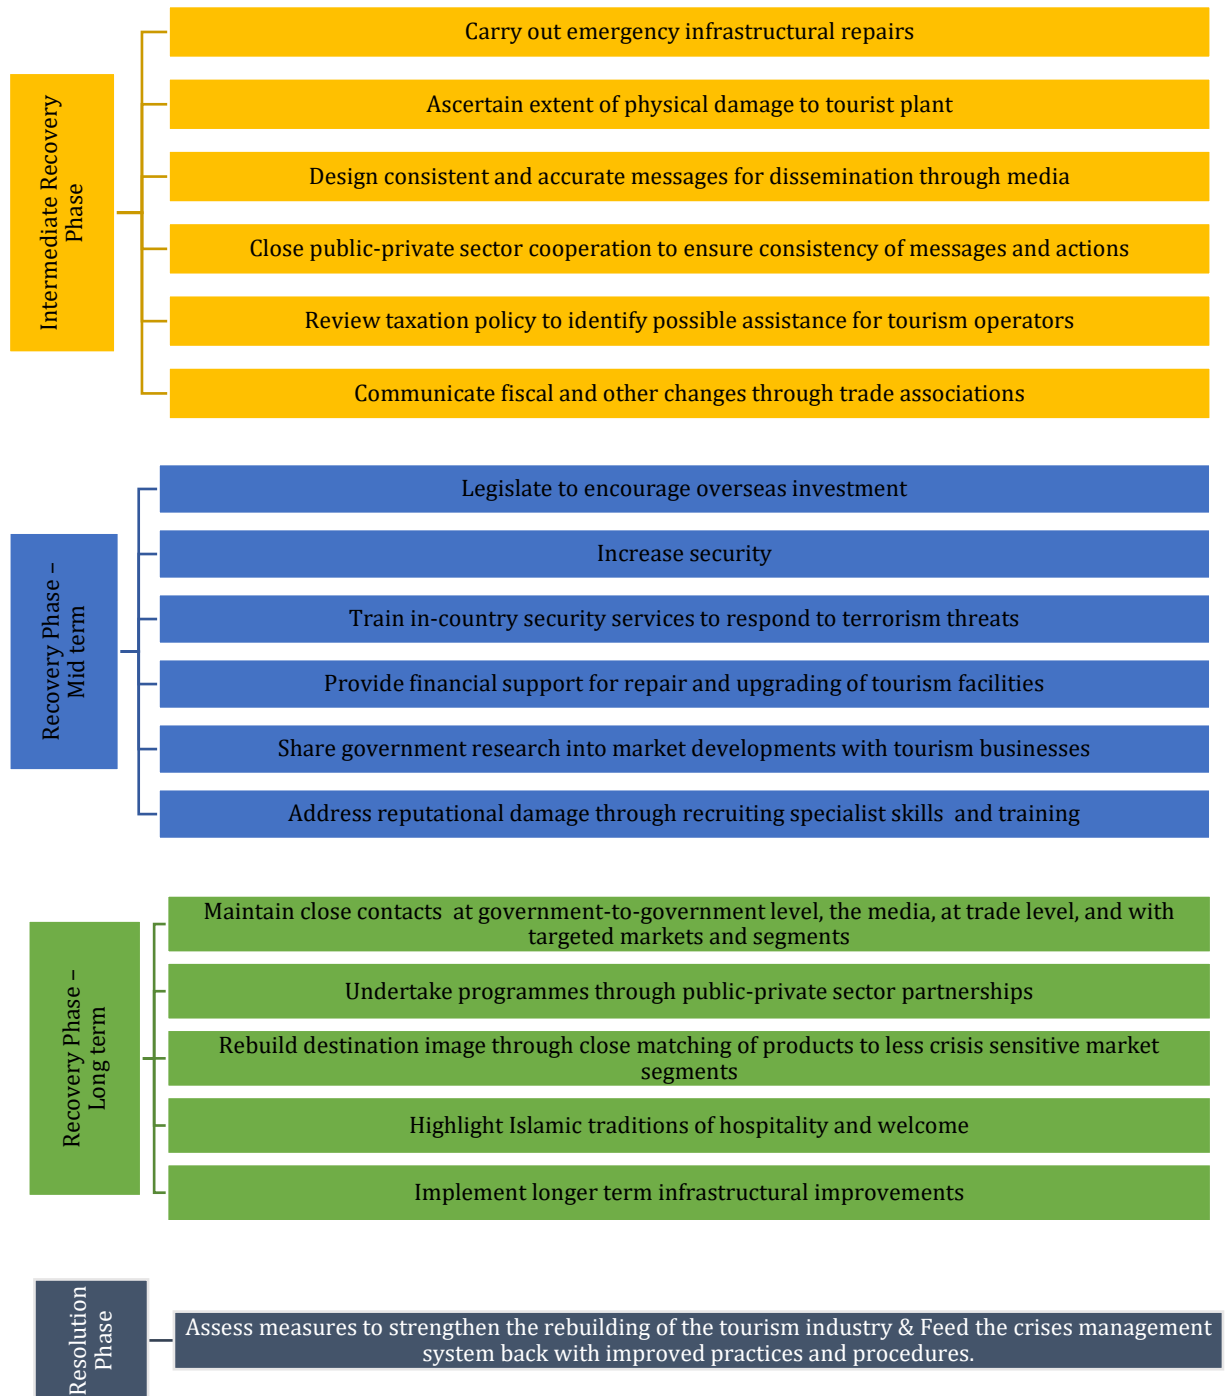 Intermediate Recovery
Phase
Carry out emergency infrastructural repairs
Ascertain extent of physical damage to tourist plant
Design consistent and accurate messages for dissemination through media
Close public-private sector cooperation to ensure consistency of messages and actions
Review taxation policy to identify possible assistance for tourism operators
Communicate fiscal and other changes through trade associations
Recovery Phase –
Mid term
Legislate to encourage overseas investment
Increase security
Train in-country security services to respond to terrorism threats
Provide financial support for repair and upgrading of tourism facilities
Share government research into market developments with tourism businesses
Address reputational damage through recruiting specialist skills  and training
Recovery Phase –
Long term
Maintain close contacts  at government-to-government level, the media, at trade level, and with
targeted markets and segments
Undertake programmes through public-private sector partnerships
Rebuild destination image through close matching of products to less crisis sensitive market
segments
Highlight Islamic traditions of hospitality and welcome
Implement longer term infrastructural improvements
Resolution
Phase
Assess measures to strengthen the rebuilding of the tourism industry & Feed the crises management
system back with improved practices and procedures.